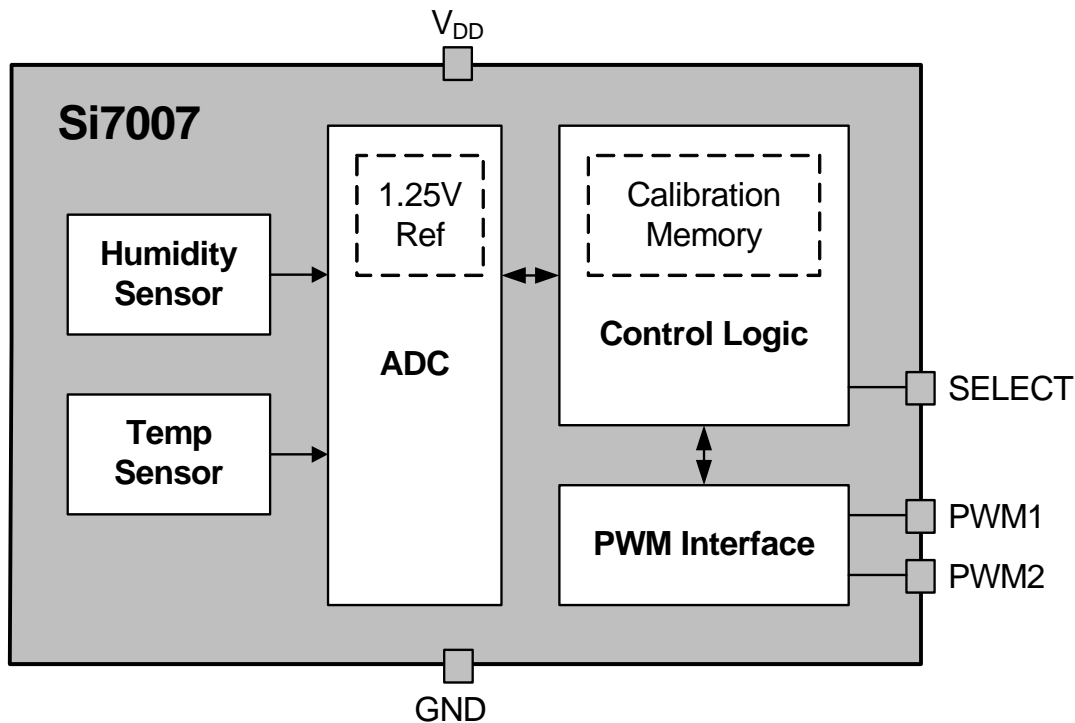 VDD
Si7007
1.25V
Ref
Calibration
Memory
Humidity
Sensor
Control Logic
ADC
SELECT
Temp
Sensor
PWM1
PWM Interface
PWM2
GND